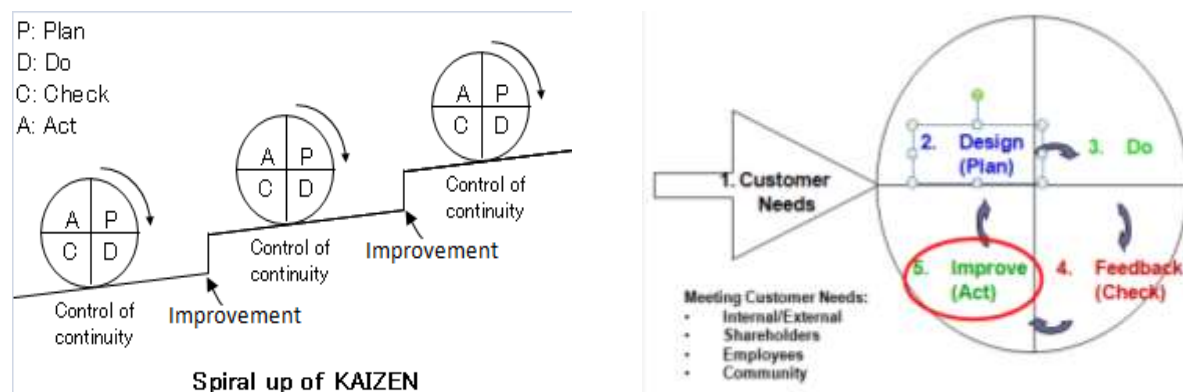 P: Plan
D: Do
C: Check
A: Act
A P
C D
Control of
continuity
Improvement
A P
C D
Control of
continuity
Improvement
A P
C D
Control of
continuity
Spiral up of KAIZEN
1. Customer
Needs
2. Design
(Plan)
3. Do
4. Feedback
(Check)
5. Improve
(Act)
Meeting Customer Needs:
• Internal/External
• Shareholders
• Employees
• Community